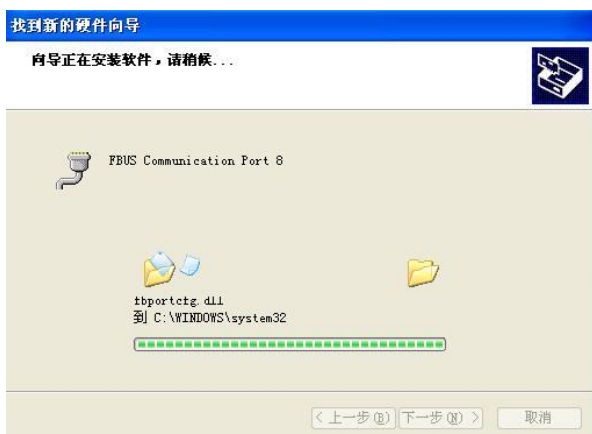 找到新的硬件向导
向导正在安装软件，请稍候...
FBUS Communication Port 8
tbportctg.dll
到 C:\WINDOWS\system32
< 上一步(B)
下一步(N) >
取消